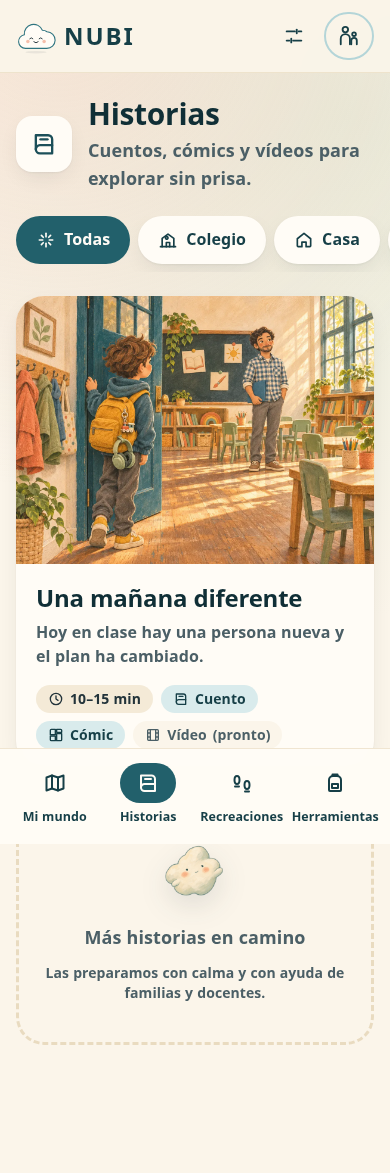 NUBI
Historias
Cuentos, cómics y vídeos para
explorar sin prisa.
Todas
Colegio
Casa
Una mañana diferente
Hoy en clase hay una persona nueva y
el plan ha cambiado.
10–15 min
Cuento
Cómic
Vídeo (pronto)
Mi mundo
Historias
Recreaciones
Herramientas
Más historias en camino
Las preparamos con calma y con ayuda de
familias y docentes.